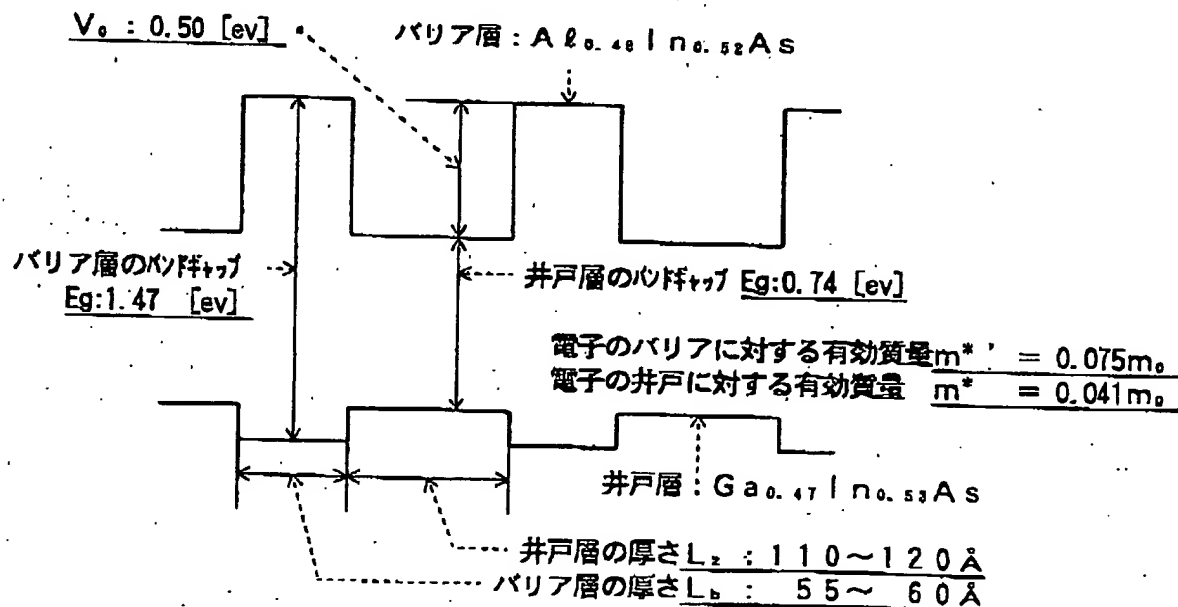 V₀ : 0.50 [ev]
バリア層：Aℓ₀.₄₈In₀.₅₂As
バリア層のバンドギャップ
Eg:1.47 [ev]
井戸層のバンドギャップ Eg:0.74 [ev]
電子のバリアに対する有効質量m*' = 0.075m₀
電子の井戸に対する有効質量 m* = 0.041m₀
井戸層：Ga₀.₄₇In₀.₅₃As
井戸層の厚さLz : 110～120Å
バリア層の厚さLb : 55～ 60Å